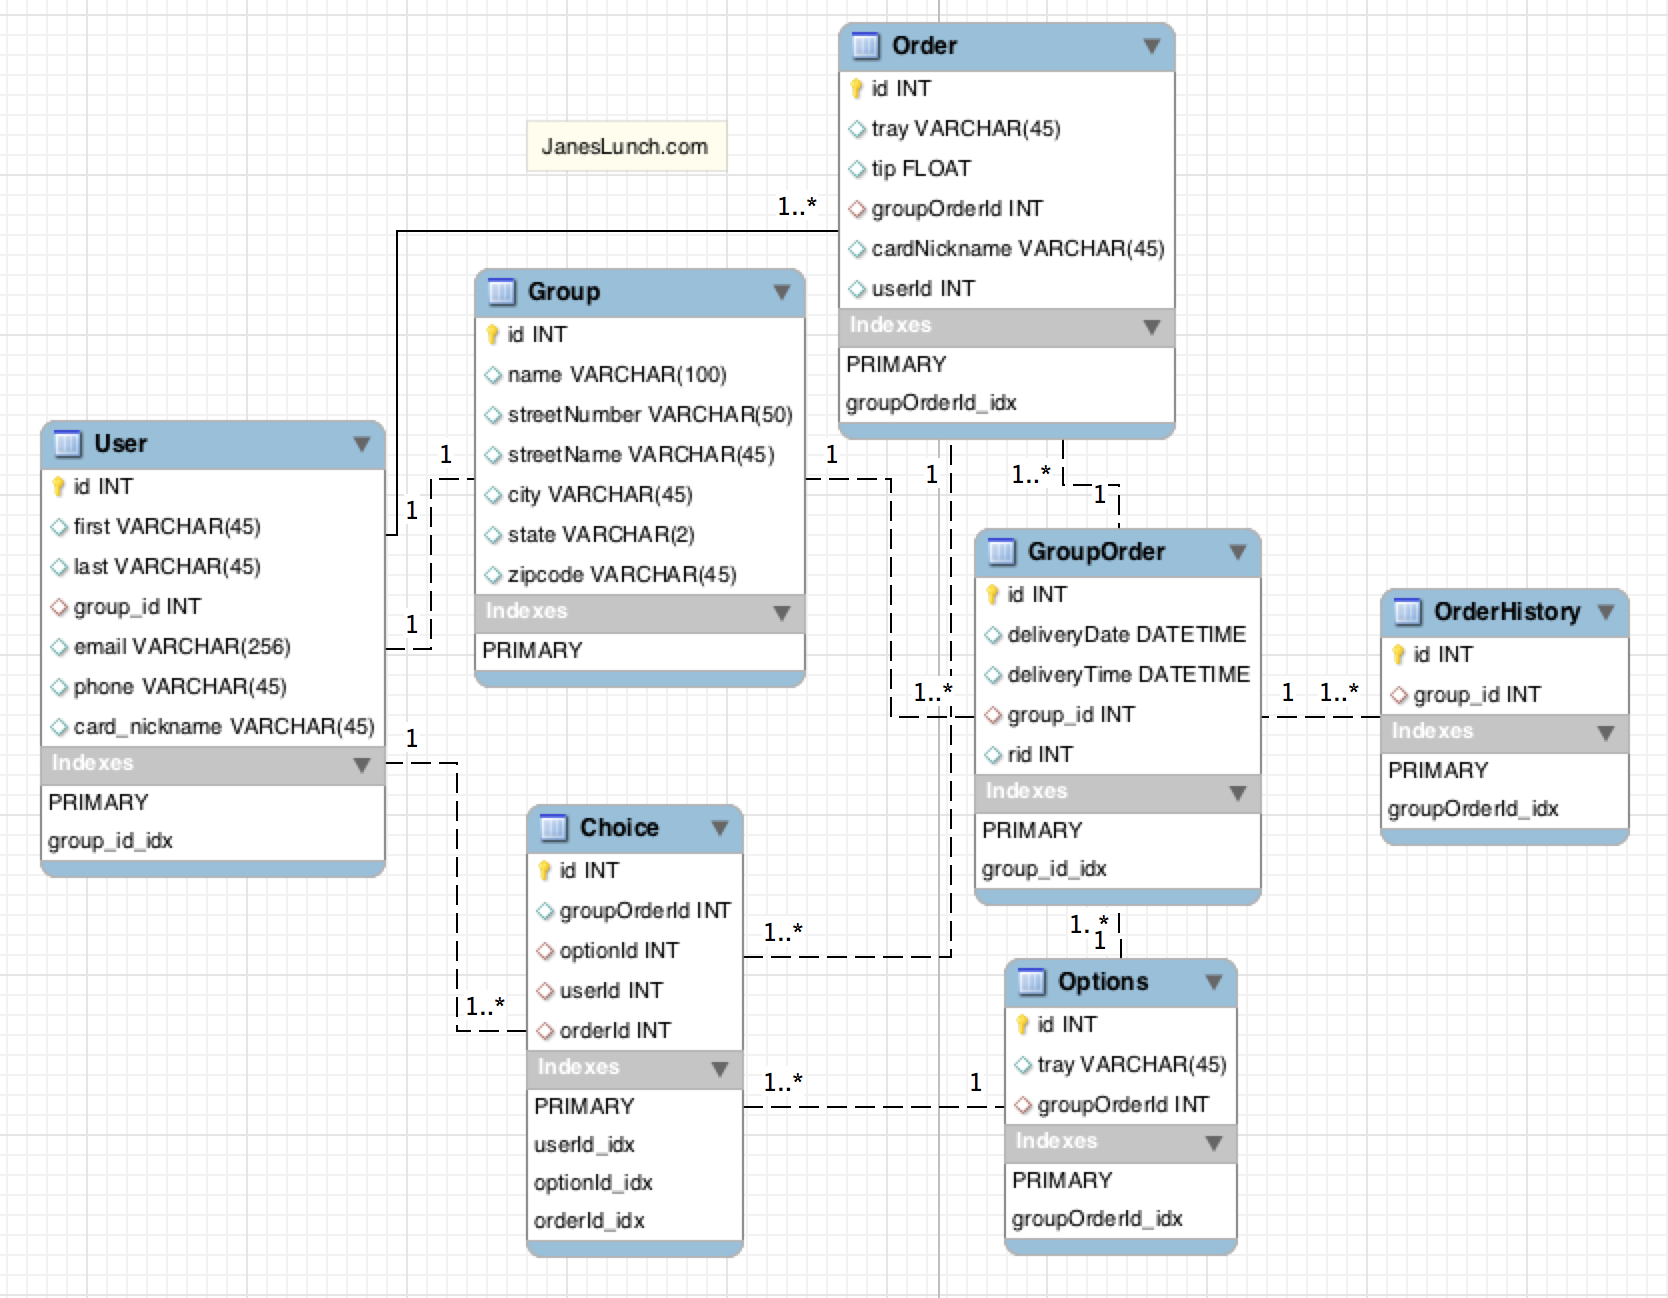 JanesLunch.com
Order
id INT
tray VARCHAR(45)
tip FLOAT
groupOrderId INT
cardNickname VARCHAR(45)
userId INT
Indexes
PRIMARY
groupOrderId_idx
1..*
Group
id INT
name VARCHAR(100)
streetNumber VARCHAR(50)
streetName VARCHAR(45)
city VARCHAR(45)
state VARCHAR(2)
zipcode VARCHAR(45)
Indexes
PRIMARY
User
id INT
first VARCHAR(45)
last VARCHAR(45)
group_id INT
email VARCHAR(256)
phone VARCHAR(45)
card_nickname VARCHAR(45)
Indexes
PRIMARY
group_id_idx
1
1
1
1
1
1
1..*
1
1..*
GroupOrder
id INT
deliveryDate DATETIME
deliveryTime DATETIME
group_id INT
rid INT
Indexes
PRIMARY
group_id_idx
1
1..*
OrderHistory
id INT
group_id INT
Indexes
PRIMARY
groupOrderId_idx
Choice
id INT
groupOrderId INT
optionId INT
userId INT
orderId INT
Indexes
PRIMARY
userId_idx
optionId_idx
orderId_idx
1..*
1..*
1..*
1
1..*
1
Options
id INT
tray VARCHAR(45)
groupOrderId INT
Indexes
PRIMARY
groupOrderId_idx